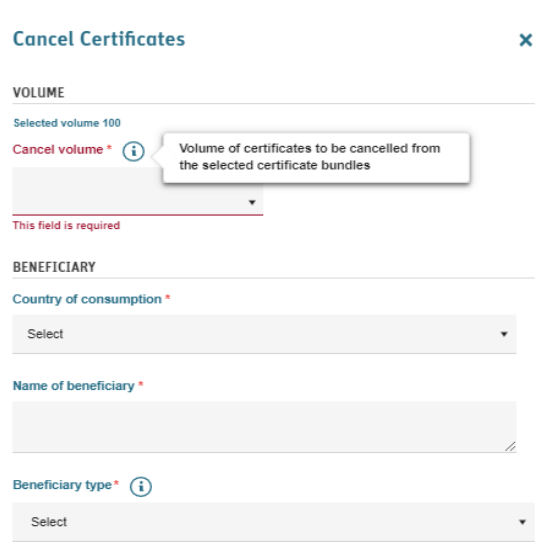 Cancel Certificates
VOLUME
Selected volume 100
Cancel volume *
Volume of certificates to be cancelled from
the selected certificate bundles
This field is required
BENEFICIARY
Country of consumption *
Select
Name of beneficiary *
Beneficiary type *
Select